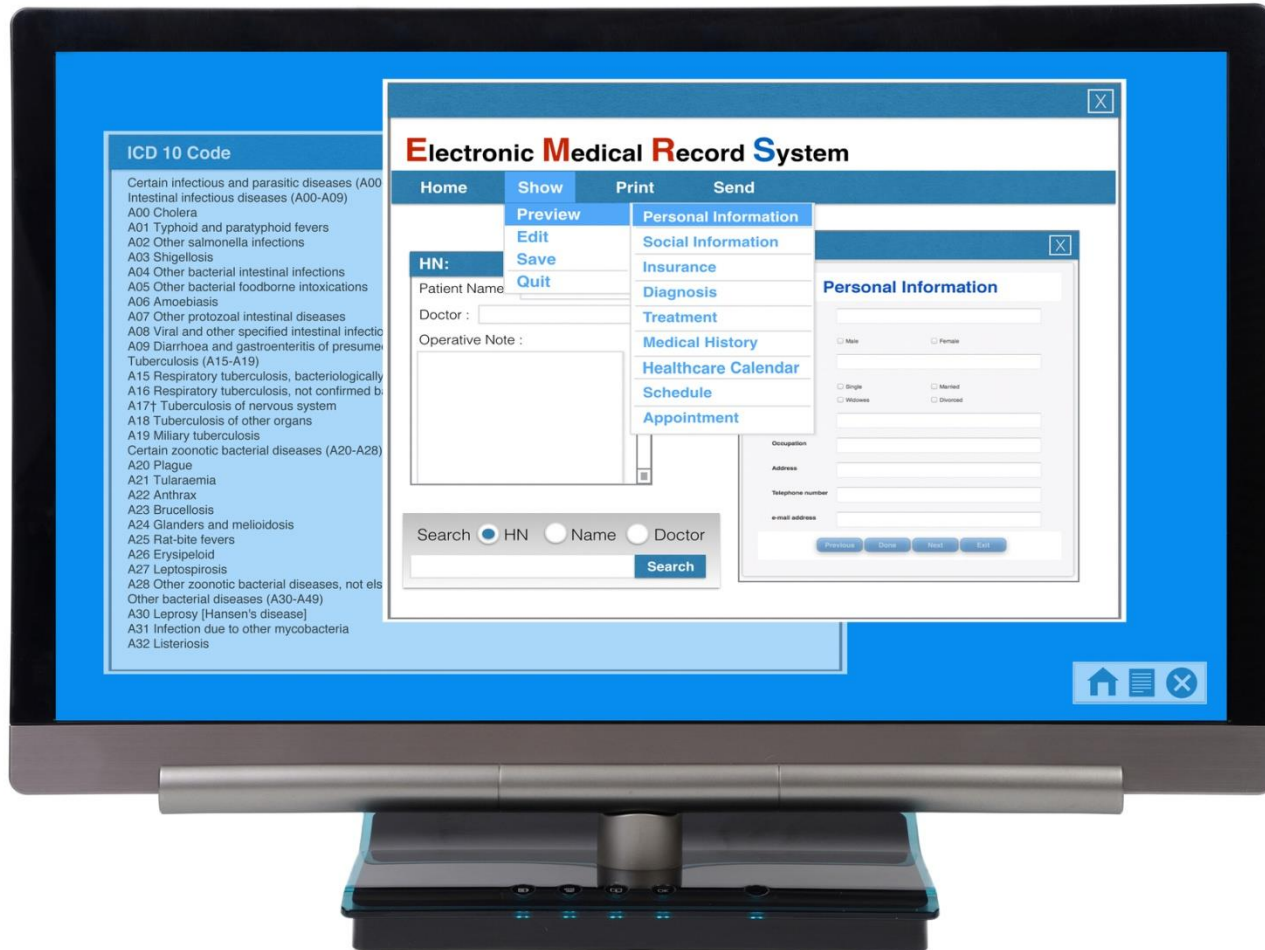 ICD 10 Code
Certain infectious and parasitic diseases (A00
Intestinal infectious diseases (A00-A09)
A00 Cholera
A01 Typhoid and paratyphoid fevers
A02 Other salmonella infections
A03 Shigellosis
A04 Other bacterial intestinal infections
A05 Other bacterial foodborne intoxications
A06 Amoebiasis
A07 Other protozoal intestinal diseases
A08 Viral and other specified intestinal infectio
A09 Diarrhoea and gastroenteritis of presume
Tuberculosis (A15-A19)
A15 Respiratory tuberculosis, bacteriologically
A16 Respiratory tuberculosis, not confirmed b
A17† Tuberculosis of nervous system
A18 Tuberculosis of other organs
A19 Miliary tuberculosis
Certain zoonotic bacterial diseases (A20-A28)
A20 Plague
A21 Tularaemia
A22 Anthrax
A23 Brucellosis
A24 Glanders and melioidosis
A25 Rat-bite fevers
A26 Erysipeloid
A27 Leptospirosis
A28 Other zoonotic bacterial diseases, not els
Other bacterial diseases (A30-A49)
A30 Leprosy [Hansen's disease]
A31 Infection due to other mycobacteria
A32 Listeriosis
X
Electronic Medical Record System
Home Show Print Send
Preview
Edit
Save
Quit
Personal Information
Social Information
Insurance
Diagnosis
Treatment
Medical History
Healthcare Calendar
Schedule
Appointment
HN:
Patient Name
Doctor :
Operative Note :
Search HN Name Doctor
Search
X
Personal Information
Male Female
Single Married
Widowes Divorced
Occupation
Address
Telephone number
e-mail address
Previous Done Next Exit